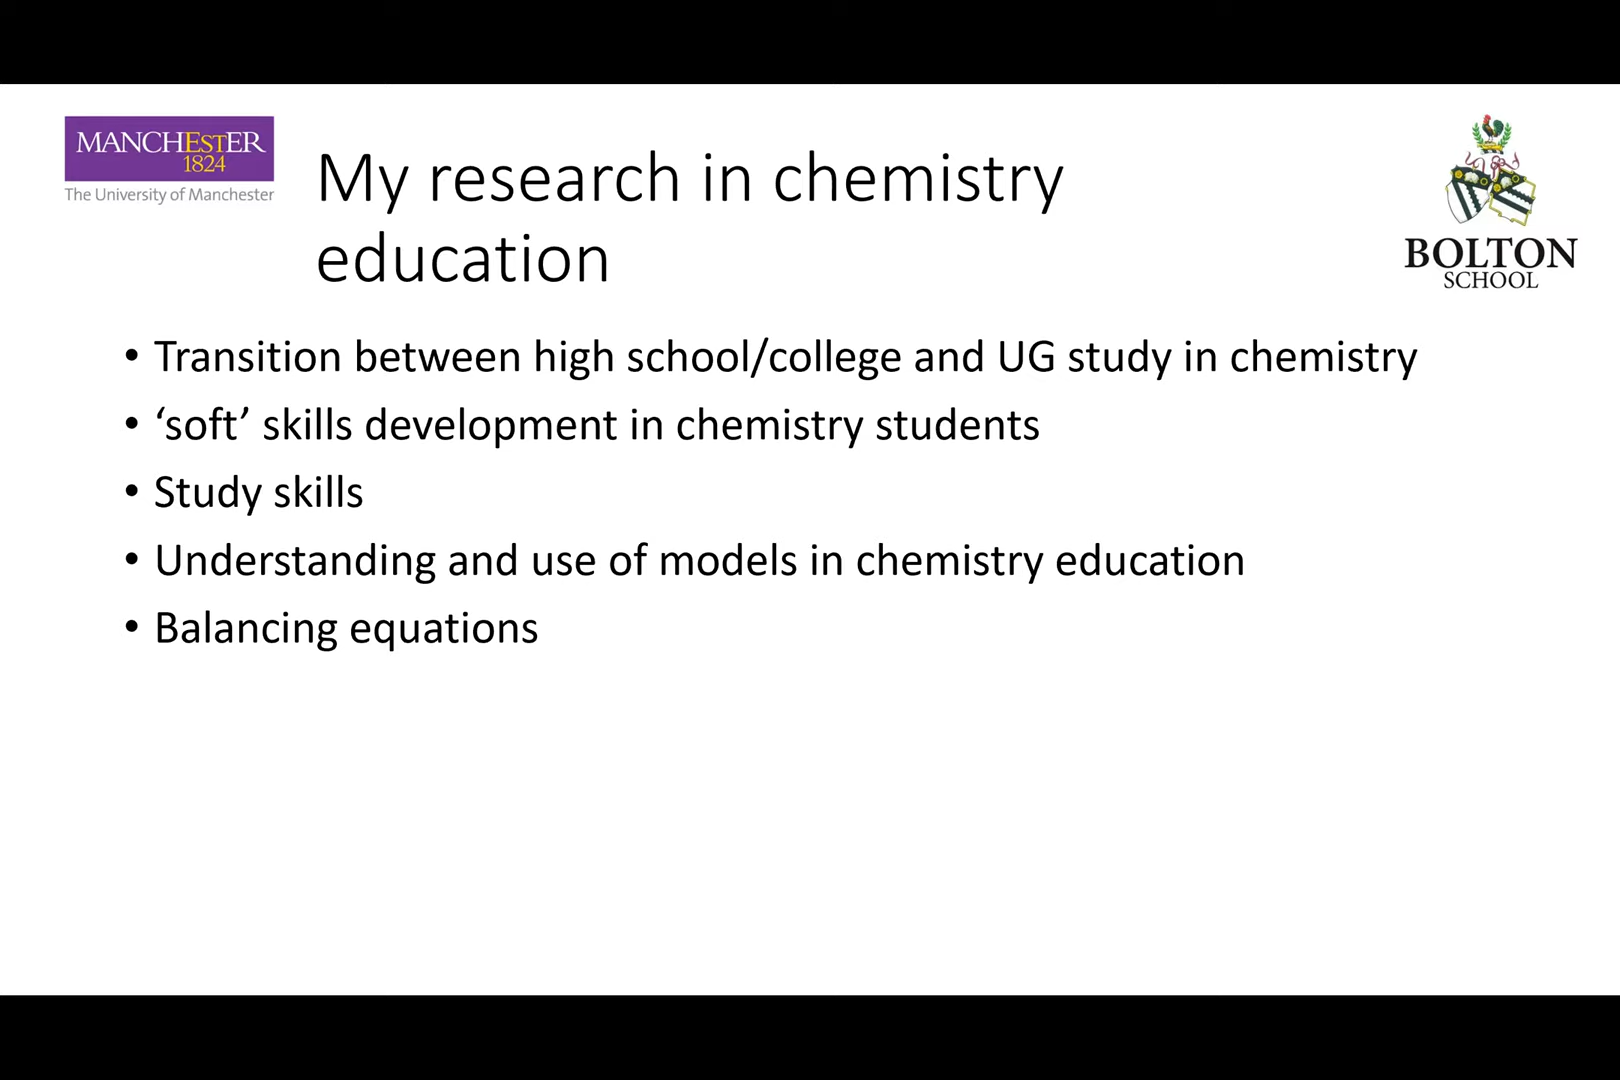 MANCHESTER
1824
The University of Manchester
My research in chemistry
education
BOLTON
SCHOOL
• Transition between high school/college and UG study in chemistry
• ‘soft’ skills development in chemistry students
• Study skills
• Understanding and use of models in chemistry education
• Balancing equations